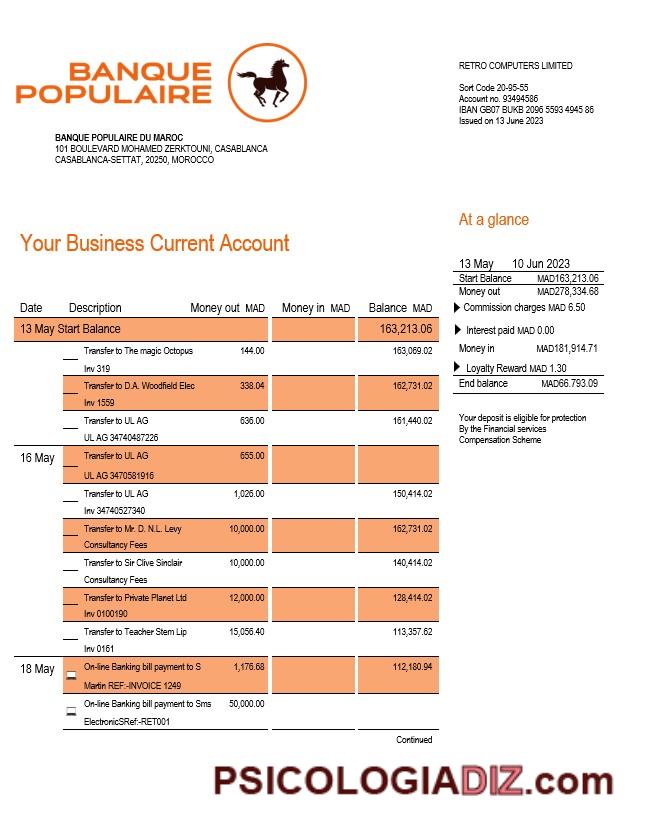 BANQUE
POPULAIRE
RETRO COMPUTERS LIMITED
Sort Code 20-95-55
Account no. 93494586
IBAN GB07 BUKB 2096 5593 4945 86
Issued on 13 June 2023
BANQUE POPULAIRE DU MAROC
101 BOULEVARD MOHAMED ZERKTOUNI, CASABLANCA
CASABLANCA-SETTAT, 20250, MOROCCO
At a glance
Your Business Current Account
13 May 10 Jun 2023
Start Balance MAD163,213.06
Money out MAD278,334.68
Commission charges MAD 6.50
Interest paid MAD 0.00
Money in MAD181,914.71
Loyalty Reward MAD 1.30
End balance MAD66.793.09
Your deposit is eligible for protection
By the Financial services
Compensation Scheme
Date Description Money out MAD Money in MAD Balance MAD
13 May Start Balance 163,213.06
Transfer to The magic Octopus 144.00 163,069.02
Inv 319
Transfer to D.A. Woodfield Elec 338.04 162,731.02
Inv 1559
Transfer to UL AG 636.00 161,440.02
UL AG 34740487226
16 May Transfer to UL AG 655.00
UL AG 3470581916
Transfer to UL AG 1,026.00 150,414.02
Inv 34740527340
Transfer to Mr. D. N.L. Levy 10,000.00 162,731.02
Consultancy Fees
Transfer to Sir Clive Sinclair 10,000.00 140,414.02
Consultancy Fees
Transfer to Private Planet Ltd 12,000.00 128,414.02
Inv 0100190
Transfer to Teacher Stem Lip 15,056.40 113,357.62
Inv 0161
18 May On-line Banking bill payment to S 1,176.68 112,180.94
Martin REF:-INVOICE 1249
On-line Banking bill payment to Sms 50,000.00
ElectronicSRef:-RET001
Continued
PSICOLOGIADIZ.com